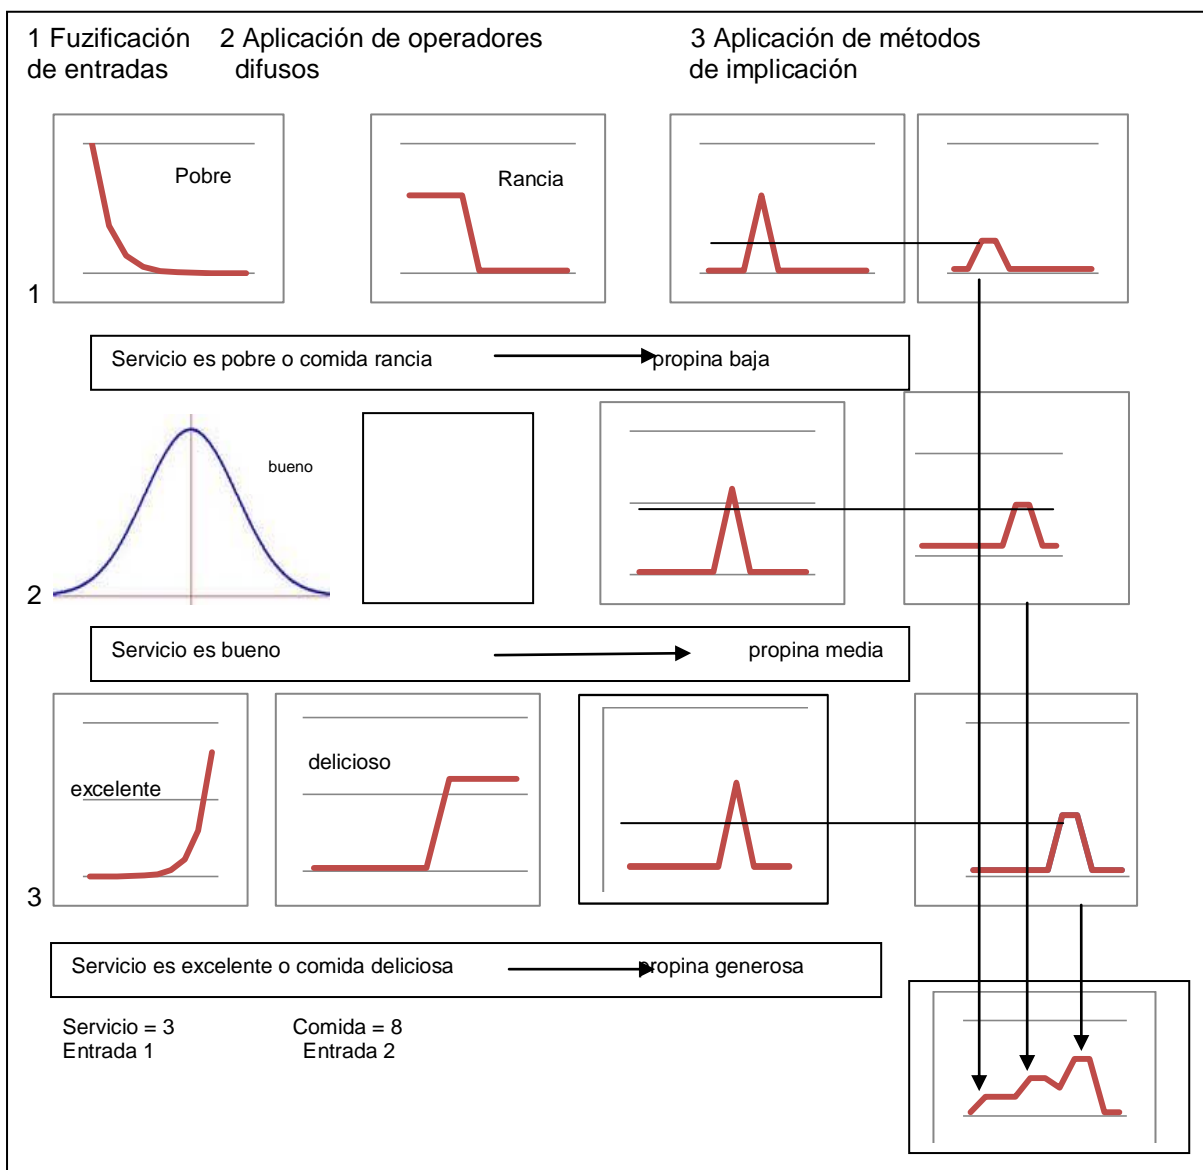 1 Fuzificación
de entradas
2 Aplicación de operadores
difusos
3 Aplicación de métodos
de implicación
Pobre
Rancia
1
Servicio es pobre o comida rancia
propina baja
bueno
2
Servicio es bueno
propina media
excelente
delicioso
3
Servicio es excelente o comida deliciosa
propina generosa
Servicio = 3
Entrada 1
Comida = 8
Entrada 2